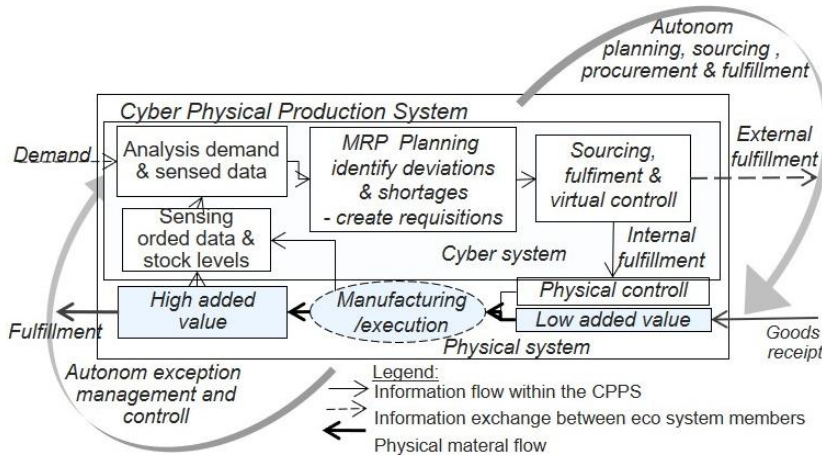 Autonom
planning, sourcing ,
procurement & fulfillment
Cyber Physical Production System
Demand
Analysis demand
& sensed data
MRP Planning
identify deviations
& shortages
- create requisitions
Sourcing,
fulfiment &
virtual controll
External
fulfillment
Sensing
orded data &
stock levels
Cyber system
Internal
fulfillment
High added
value
Manufacturing
/execution
Physical controll
Low added value
Fulfillment
Physical system
Goods
receipt
Autonom exception
management and
controll
Legend:
Information flow within the CPPS
Information exchange between eco system members
Physical materal flow